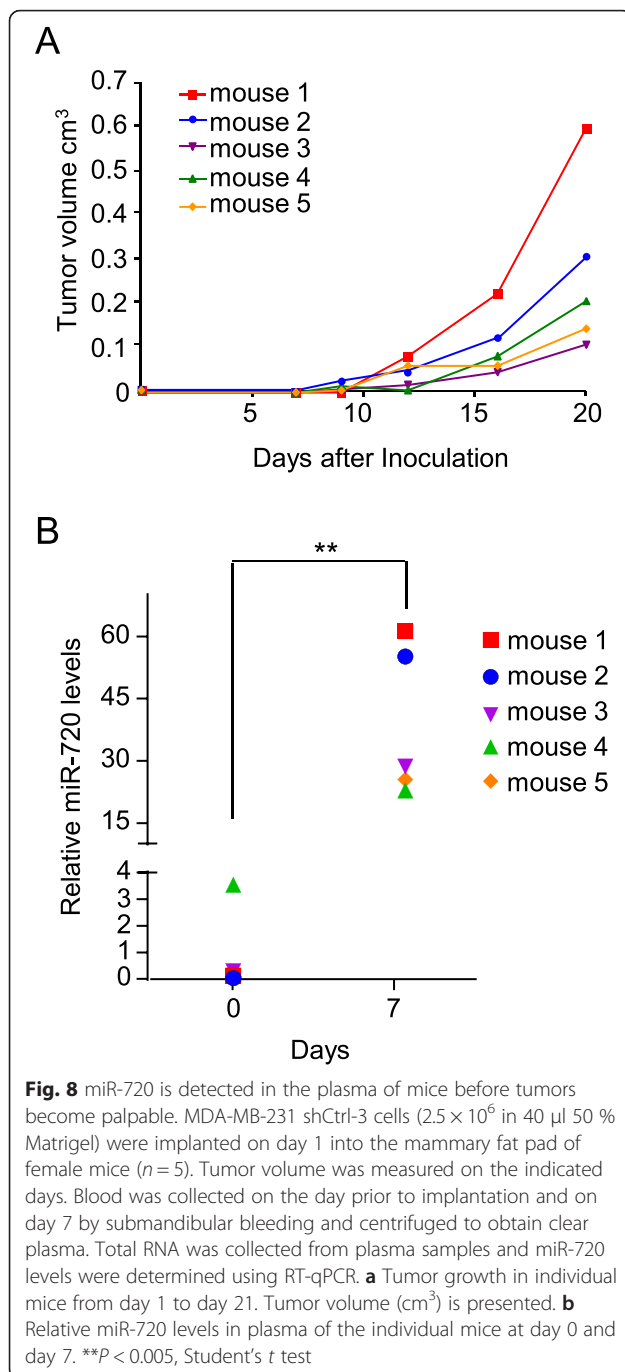 A
0.7
0.6
0.5
0.4
0.3
0.2
0.1
0
Tumor volume cm³
mouse 1
mouse 2
mouse 3
mouse 4
mouse 5
5 10 15 20
Days after Inoculation
B
**
60
45
30
15
4
3
2
1
0
Relative miR-720 levels
mouse 1
mouse 2
mouse 3
mouse 4
mouse 5
0 7
Days
Fig. 8 miR-720 is detected in the plasma of mice before tumors
become palpable. MDA-MB-231 shCtrl-3 cells (2.5 × 10⁶ in 40 μl 50 %
Matrigel) were implanted on day 1 into the mammary fat pad of
female mice (n = 5). Tumor volume was measured on the indicated
days. Blood was collected on the day prior to implantation and on
day 7 by submandibular bleeding and centrifuged to obtain clear
plasma. Total RNA was collected from plasma samples and miR-720
levels were determined using RT-qPCR. a Tumor growth in individual
mice from day 1 to day 21. Tumor volume (cm³) is presented. b
Relative miR-720 levels in plasma of the individual mice at day 0 and
day 7. **P < 0.005, Student's t test